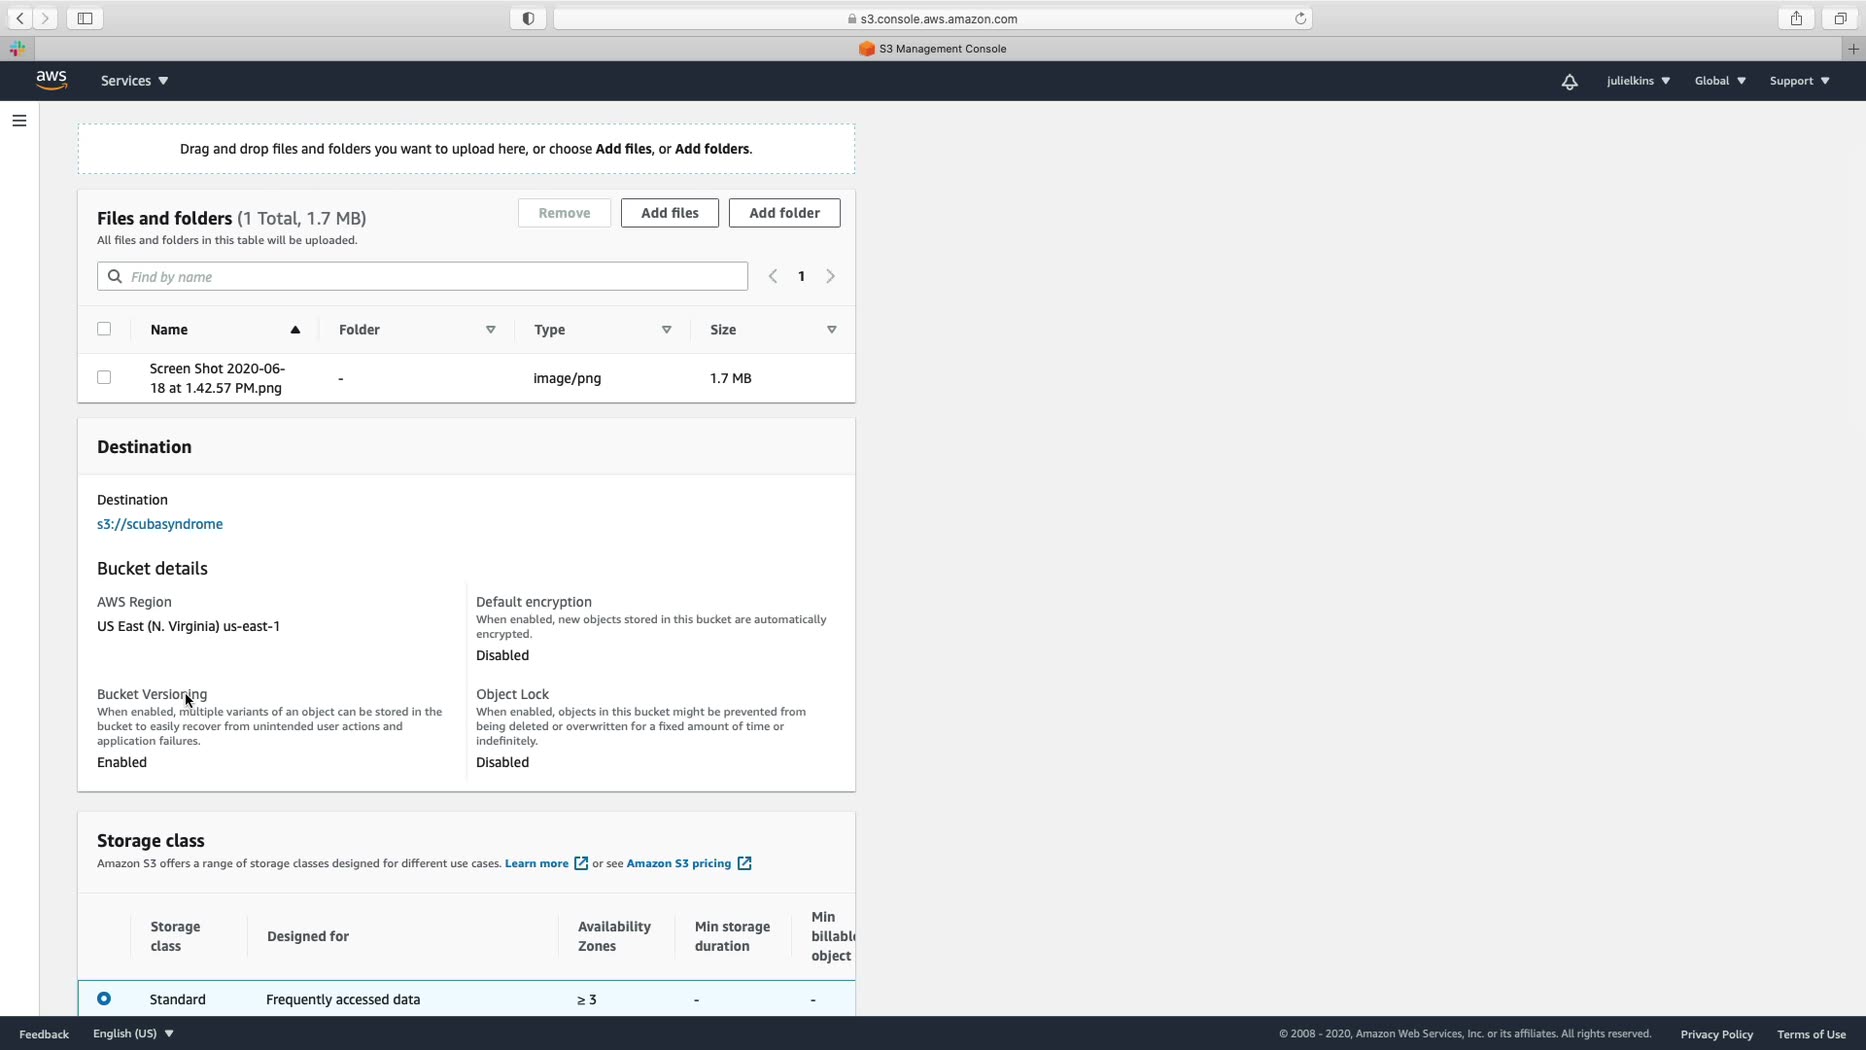 s3.console.aws.amazon.com
S3 Management Console
aws
Services
julielkins
Global
Support
Drag and drop files and folders you want to upload here, or choose Add files, or Add folders.
Files and folders (1 Total, 1.7 MB)
Remove
Add files
Add folder
All files and folders in this table will be uploaded.
Find by name
1
Name
Folder
Type
Size
Screen Shot 2020-06-
18 at 1.42.57 PM.png
-
image/png
1.7 MB
Destination
Destination
s3://scubasyndrome
Bucket details
AWS Region
US East (N. Virginia) us-east-1
Default encryption
When enabled, new objects stored in this bucket are automatically
encrypted.
Disabled
Bucket Versioning
When enabled, multiple variants of an object can be stored in the
bucket to easily recover from unintended user actions and
application failures.
Enabled
Object Lock
When enabled, objects in this bucket might be prevented from
being deleted or overwritten for a fixed amount of time or
indefinitely.
Disabled
Storage class
Amazon S3 offers a range of storage classes designed for different use cases. Learn more or see Amazon S3 pricing
Storage
class
Designed for
Availability
Zones
Min storage
duration
Min
billable
object
Standard
Frequently accessed data
≥ 3
-
-
Feedback
English (US)
© 2008 - 2020, Amazon Web Services, Inc. or its affiliates. All rights reserved.
Privacy Policy
Terms of Use